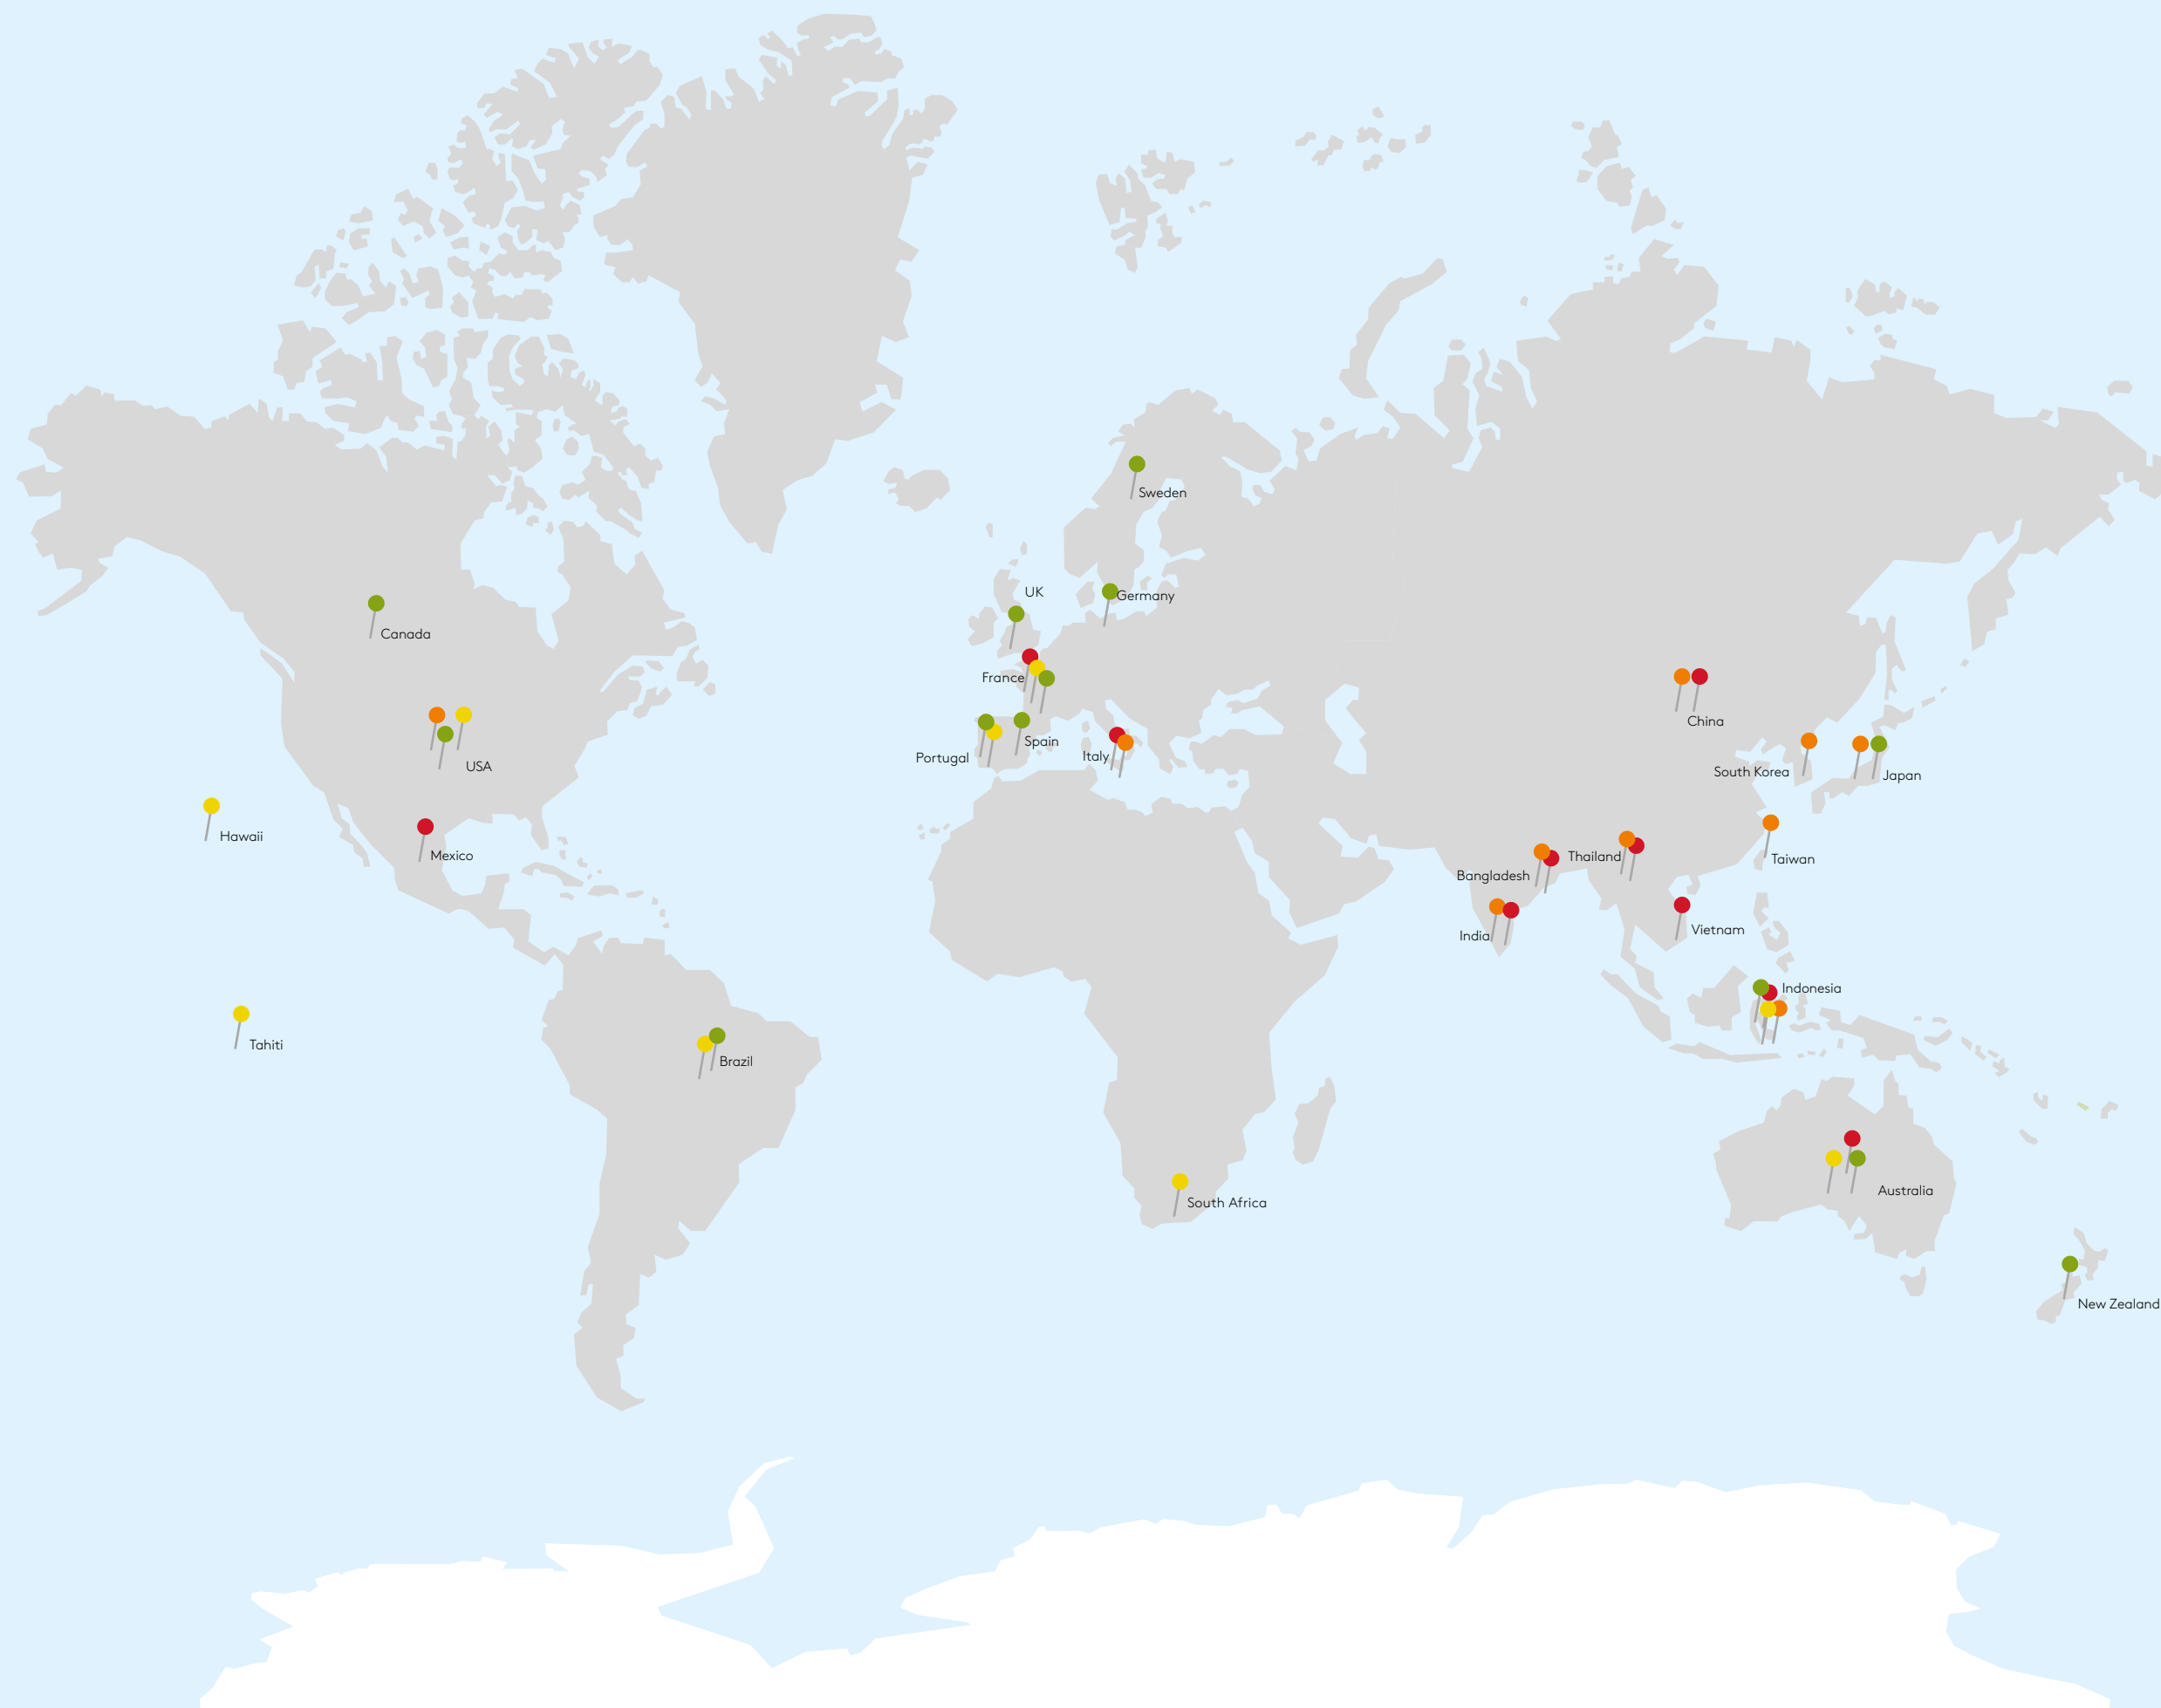 Sweden
UK
Germany
Canada
France
China
Spain
Portugal
Italy
USA
South Korea
Japan
Hawaii
Mexico
Thailand
Taiwan
Bangladesh
Vietnam
India
Indonesia
Tahiti
Brazil
Australia
South Africa
New Zealand